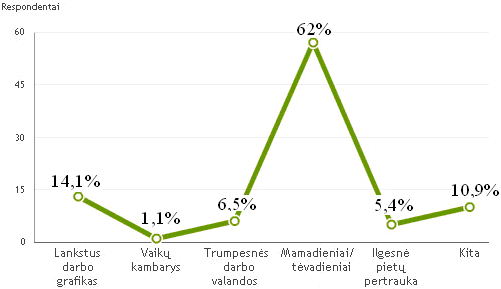 Respondentai
60
45
30
15
0
14,1%
1,1%
6,5%
62%
5,4%
10,9%
Lankstus
darbo
grafikas
Vaikų
kambarys
Trumpesnės
darbo
valandos
Mamadieniai/
tėvadieniai
Ilgesnė
pietų
pertrauka
Kita